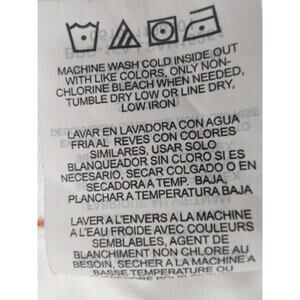 MACHINE WASH COLD INSIDE OUT
WITH LIKE COLORS, ONLY NON-
CHLORINE BLEACH WHEN NEEDED,
TUMBLE DRY LOW OR LINE DRY,
LOW IRON
LAVAR EN LAVADORA CON AGUA
FRIA AL REVES CON COLORES
SIMILARES, USAR SOLO
BLANQUEADOR SIN CLORO SI ES
NECESARIO, SECAR COLGADO O EN
SECADORA A TEMP. BAJA
PLANCHAR A TEMPERATURA BAJA
LAVER A L'ENVERS A LA MACHINE
A L'EAU FROIDE AVEC COULEURS
SEMBLABLES, AGENT DE
BLANCHIMENT NON CHLORE AU
BESOIN, SECHER A LA MACHINE A
BASSE TEMPERATURE OU